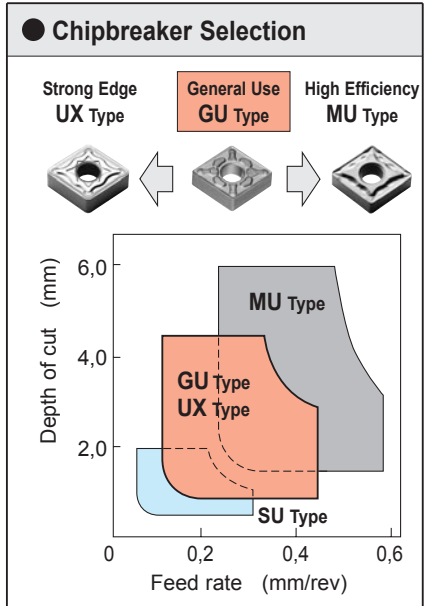 ● Chipbreaker Selection
Strong Edge
UX Type
General Use
GU Type
High Efficiency
MU Type
Depth of cut (mm)
6,0
4,0
2,0
MU Type
GU Type
UX Type
SU Type
0
0,2
0,4
0,6
Feed rate (mm/rev)